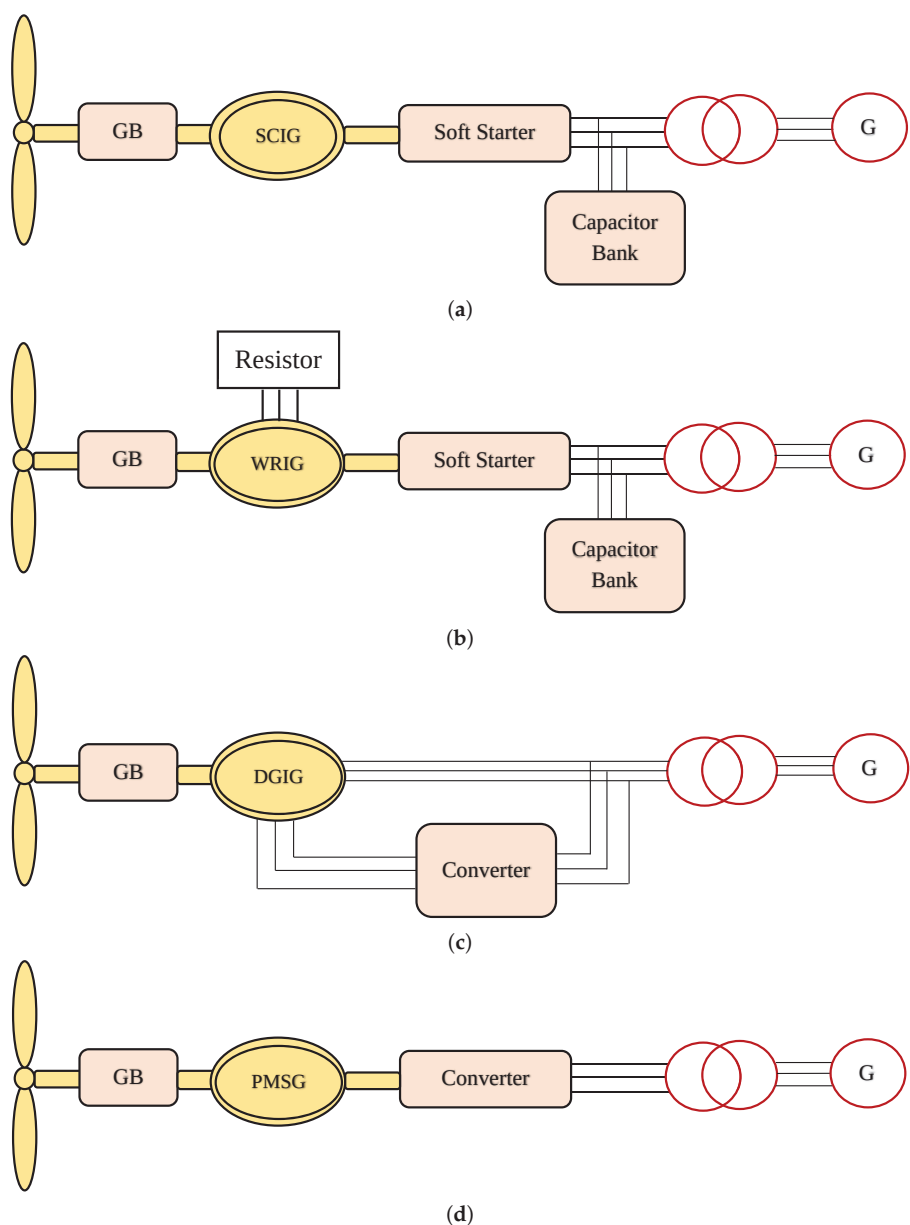 GB
SCIG
Soft Starter
G
Capacitor
Bank
(a)
Resistor
GB
WRIG
Soft Starter
G
Capacitor
Bank
(b)
GB
DGIG
G
Converter
(c)
GB
PMSG
Converter
G
(d)